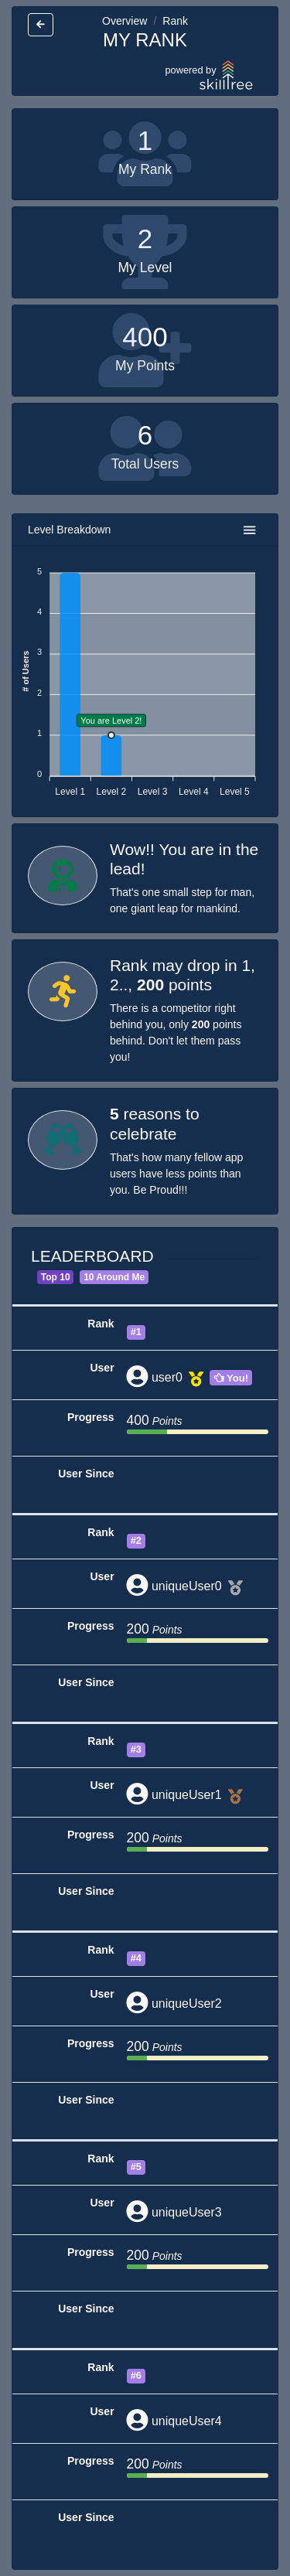 Overview / Rank
MY RANK
powered by
skilltree
1
My Rank
2
My Level
400
My Points
6
Total Users
Level Breakdown
5
4
3
2
1
0
# of Users
You are Level 2!
Level 1 Level 2 Level 3 Level 4 Level 5
Wow!! You are in the
lead!
That's one small step for man,
one giant leap for mankind.
Rank may drop in 1,
2.., 200 points
There is a competitor right
behind you, only 200 points
behind. Don't let them pass
you!
5 reasons to
celebrate
That's how many fellow app
users have less points than
you. Be Proud!!!
LEADERBOARD
Top 10 10 Around Me
Rank
#1
User
user0 You!
Progress
400 Points
User Since
Rank
#2
User
uniqueUser0
Progress
200 Points
User Since
Rank
#3
User
uniqueUser1
Progress
200 Points
User Since
Rank
#4
User
uniqueUser2
Progress
200 Points
User Since
Rank
#5
User
uniqueUser3
Progress
200 Points
User Since
Rank
#6
User
uniqueUser4
Progress
200 Points
User Since